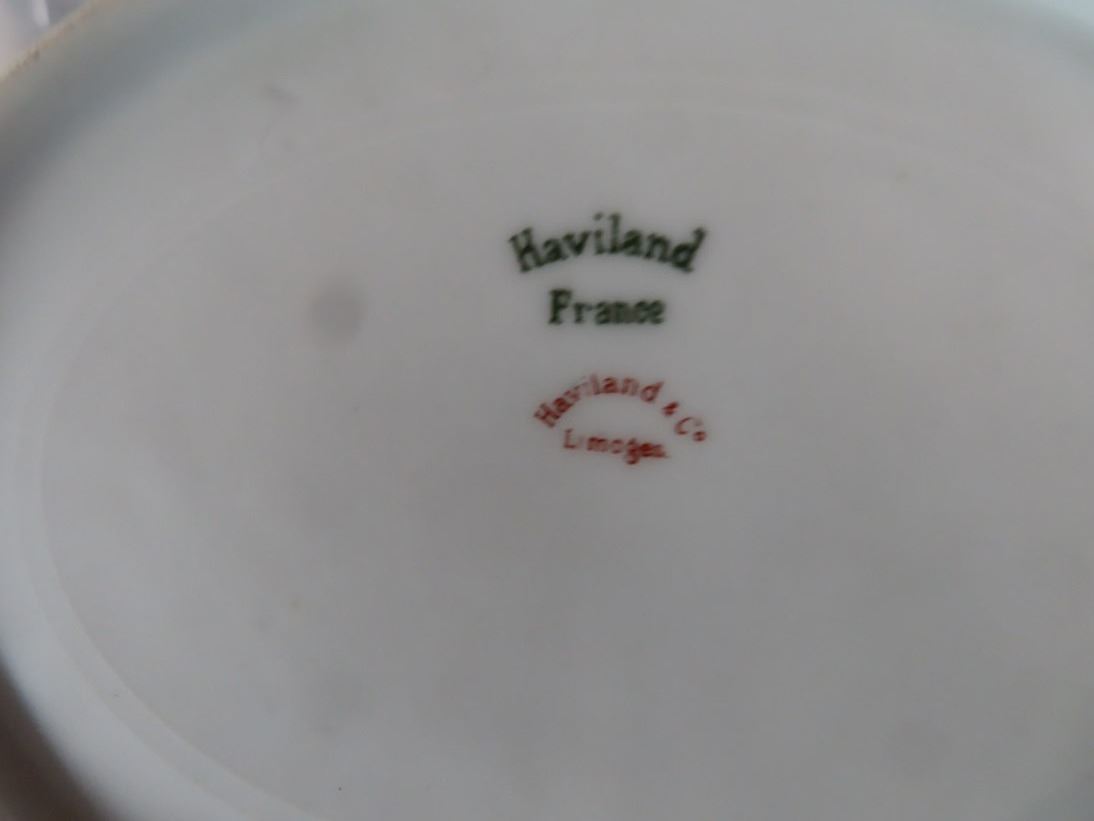 Haviland
France
Haviland & Co
Limoges.